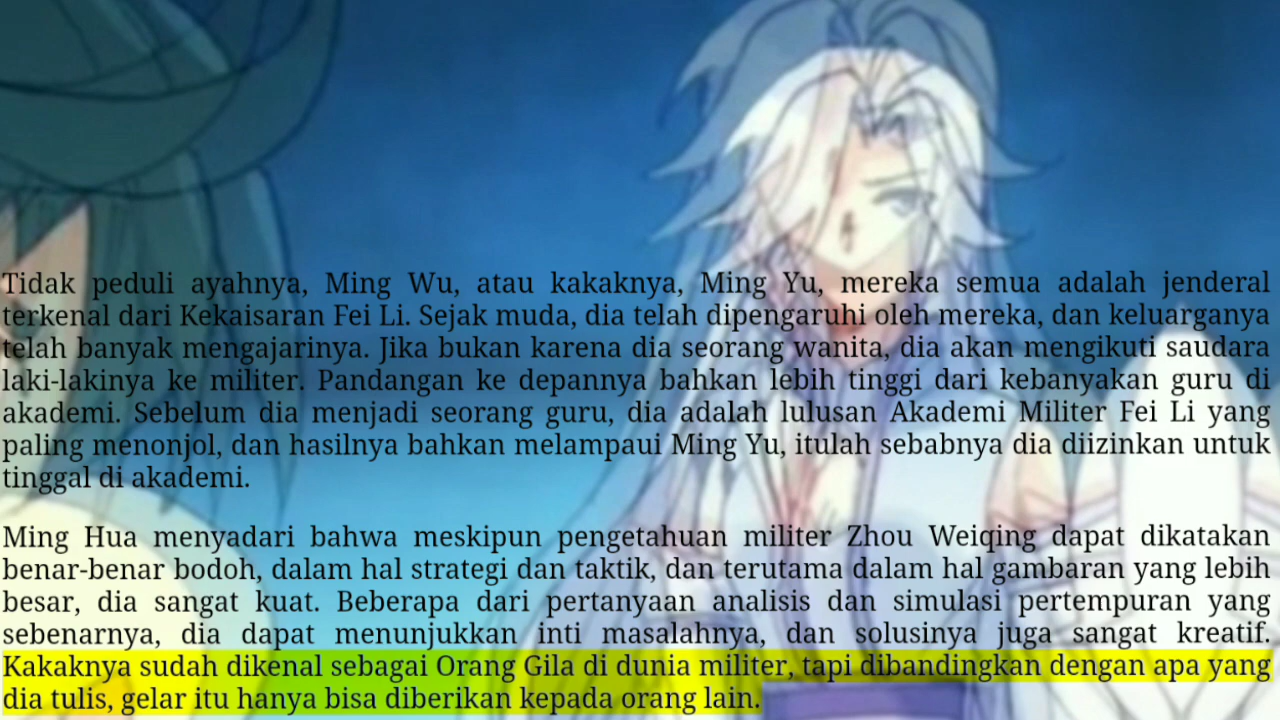 Tidak peduli ayahnya, Ming Wu, atau kakaknya, Ming Yu, mereka semua adalah jenderal
terkenal dari Kekaisaran Fei Li. Sejak muda, dia telah dipengaruhi oleh mereka, dan keluarganya
telah banyak mengajarinya. Jika bukan karena dia seorang wanita, dia akan mengikuti saudara
laki-lakinya ke militer. Pandangan ke depannya bahkan lebih tinggi dari kebanyakan guru di
akademi. Sebelum dia menjadi seorang guru, dia adalah lulusan Akademi Militer Fei Li yang
paling menonjol, dan hasilnya bahkan melampaui Ming Yu, itulah sebabnya dia diizinkan untuk
tinggal di akademi.
Ming Hua menyadari bahwa meskipun pengetahuan militer Zhou Weiqing dapat dikatakan
benar-benar bodoh, dalam hal strategi dan taktik, dan terutama dalam hal gambaran yang lebih
besar, dia sangat kuat. Beberapa dari pertanyaan analisis dan simulasi pertempuran yang
sebenarnya, dia dapat menunjukkan inti masalahnya, dan solusinya juga sangat kreatif.
Kakaknya sudah dikenal sebagai Orang Gila di dunia militer, tapi dibandingkan dengan apa yang
dia tulis, gelar itu hanya bisa diberikan kepada orang lain.